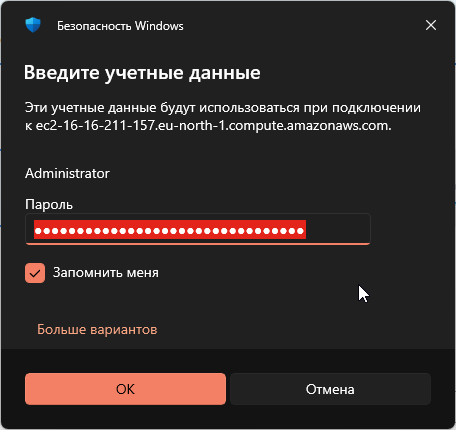 Безопасность Windows
Введите учетные данные
Эти учетные данные будут использоваться при подключении
к ec2-16-16-211-157.eu-north-1.compute.amazonaws.com.
Administrator
Пароль
••••••••••••••••••••••••••••••••
Запомнить меня
Больше вариантов
OK
Отмена